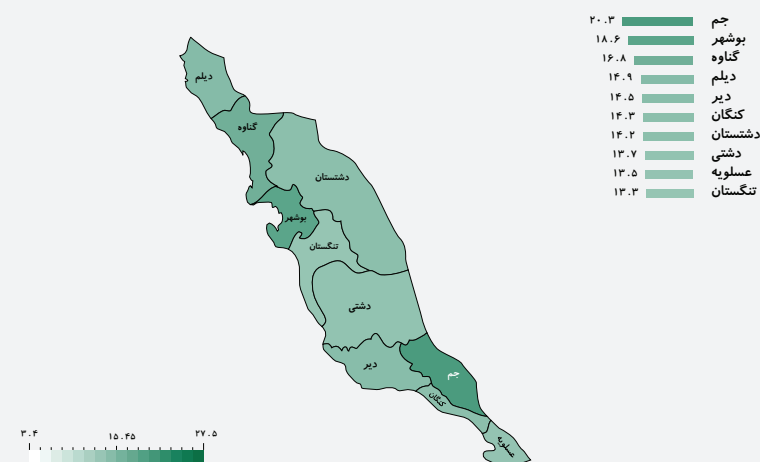 جم ۲۰.۳
بوشهر ۱۸.۶
گناوه ۱۶.۸
دیلم ۱۴.۹
دیر ۱۴.۵
کنگان ۱۴.۳
دشتستان ۱۴.۲
دشتی ۱۳.۷
عسلویه ۱۳.۵
تنگستان ۱۳.۳
دیلم
گناوه
دشتستان
بوشهر
تنگستان
دشتی
دیر
جم
کنگان
عسلویه
۳.۴ ۱۵.۴۵ ۲۷.۵